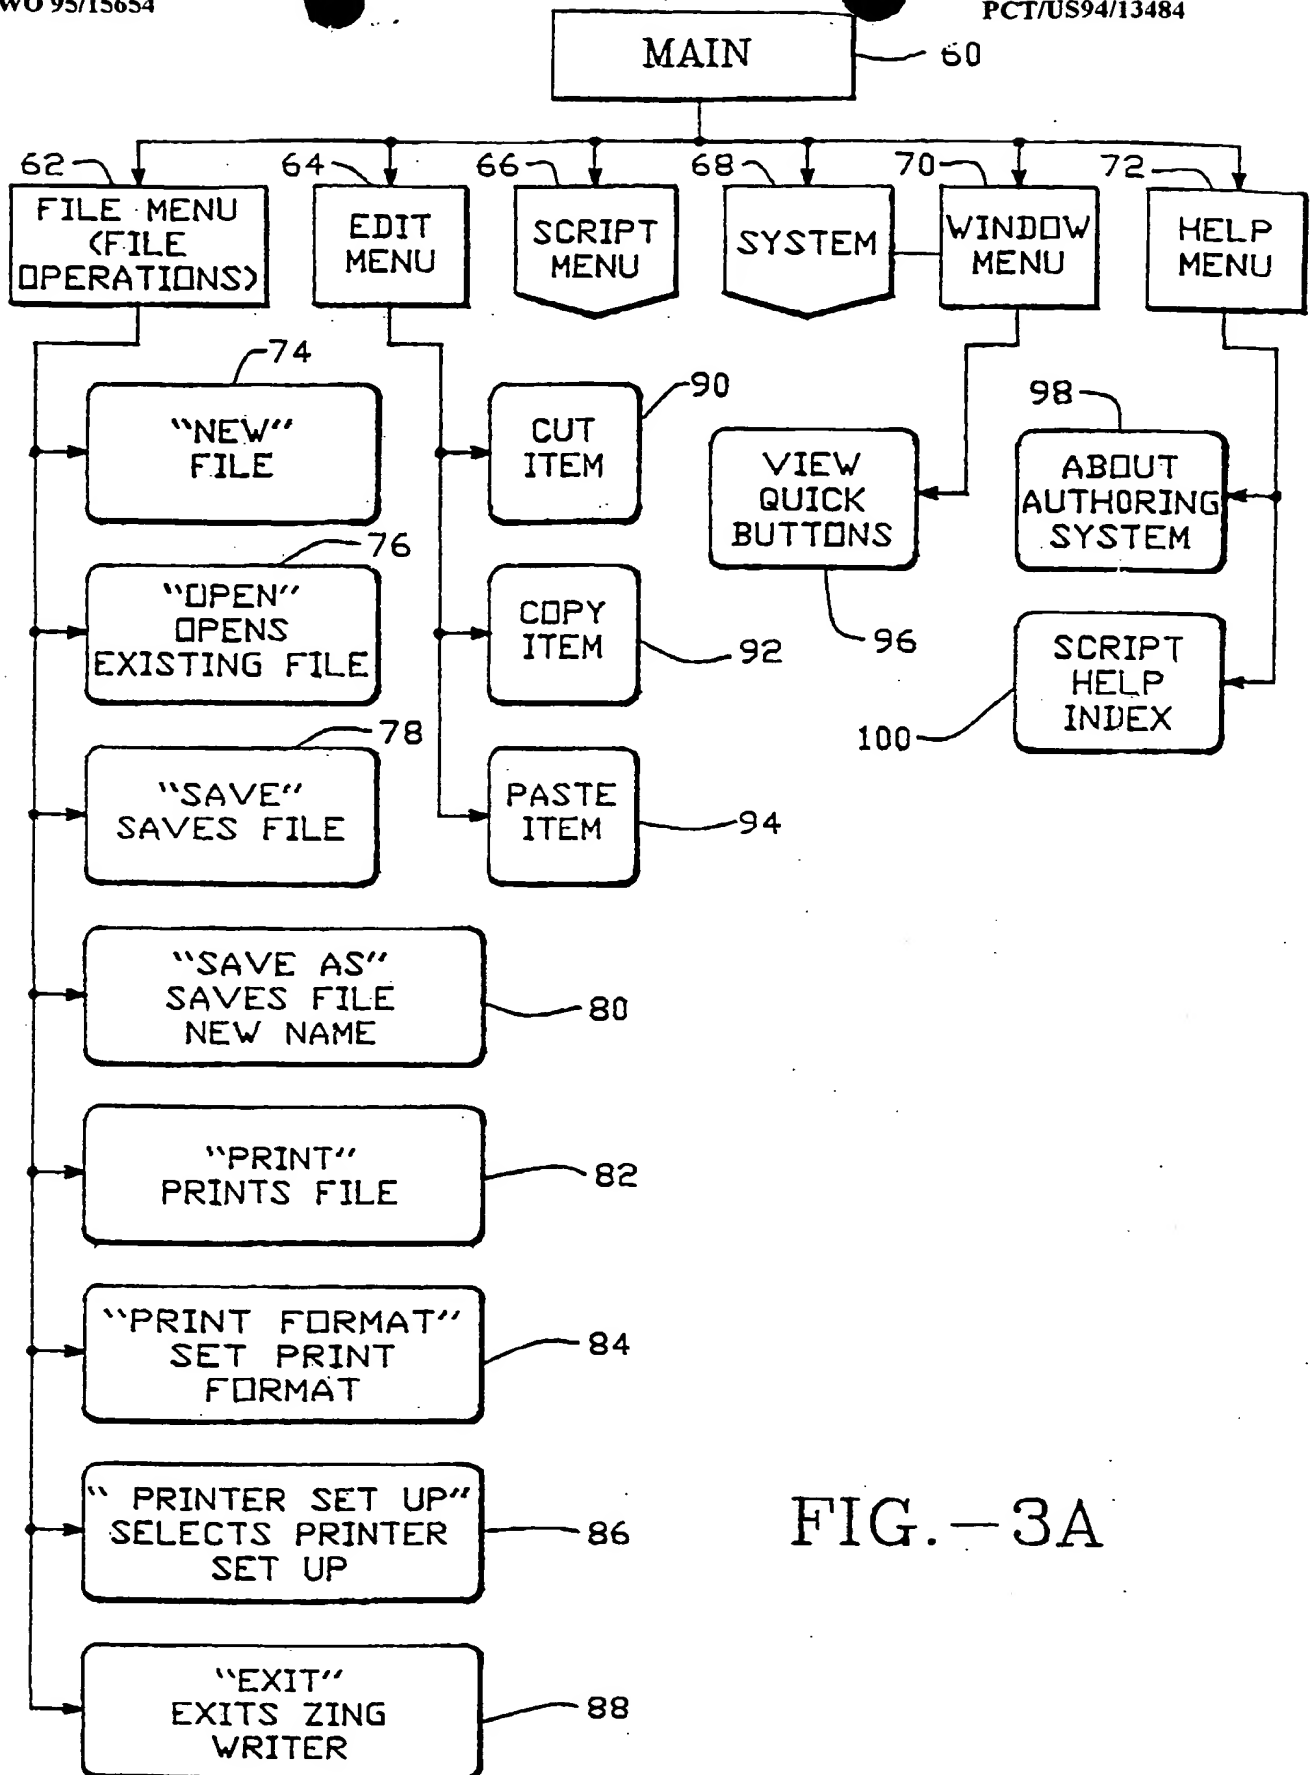 WO 95/15654
PCT/US94/13484
MAIN
60
62
64
66
68
70
72
FILE MENU
(FILE
OPERATIONS)
EDIT
MENU
SCRIPT
MENU
SYSTEM
WINDOW
MENU
HELP
MENU
74
"NEW"
FILE
76
"OPEN"
OPENS
EXISTING FILE
78
"SAVE"
SAVES FILE
"SAVE AS"
SAVES FILE
NEW NAME
80
"PRINT"
PRINTS FILE
82
"PRINT FORMAT"
SET PRINT
FORMAT
84
" PRINTER SET UP"
SELECTS PRINTER
SET UP
86
"EXIT"
EXITS ZING
WRITER
88
CUT
ITEM
90
COPY
ITEM
92
PASTE
ITEM
94
VIEW
QUICK
BUTTONS
96
98
ABOUT
AUTHORING
SYSTEM
SCRIPT
HELP
INDEX
100
FIG.-3A